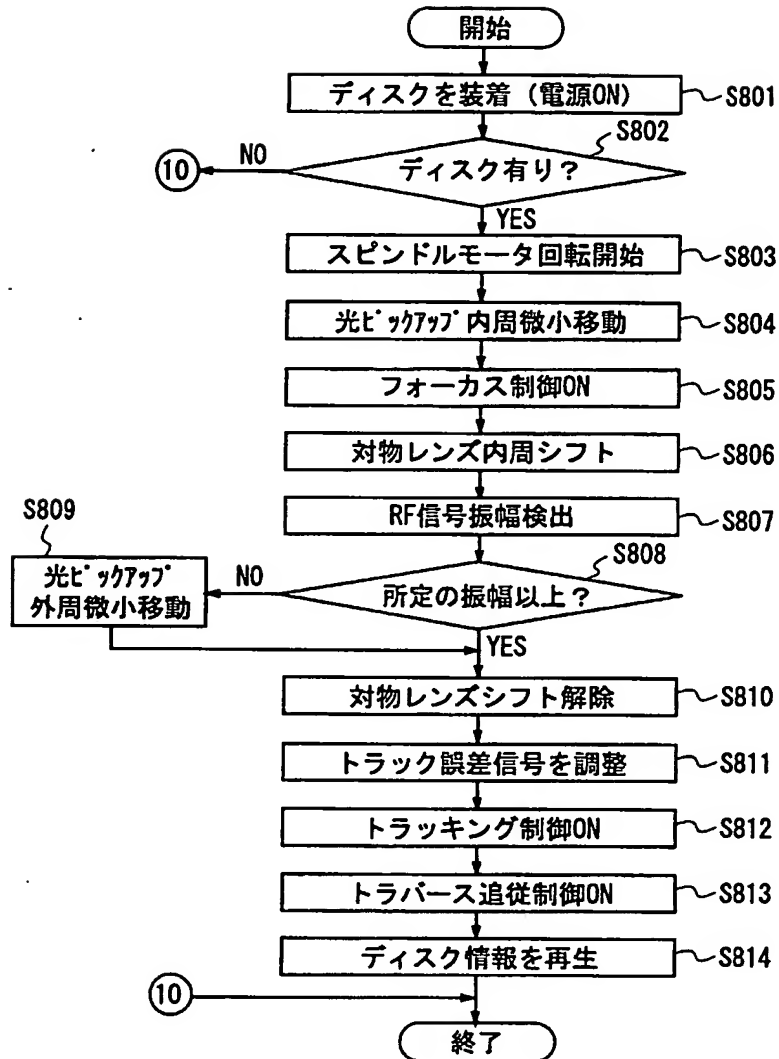 開始
ディスクを装着 (電源ON)
S801
S802
ディスク有り?
NO
10
YES
スピンドルモータ回転開始
S803
光ピックアップ内周微小移動
S804
フォーカス制御ON
S805
対物レンズ内周シフト
S806
RF信号振幅検出
S807
S808
所定の振幅以上?
NO
S809
光ピックアップ
外周微小移動
YES
対物レンズシフト解除
S810
トラック誤差信号を調整
S811
トラッキング制御ON
S812
トラバース追従制御ON
S813
ディスク情報を再生
S814
10
終了